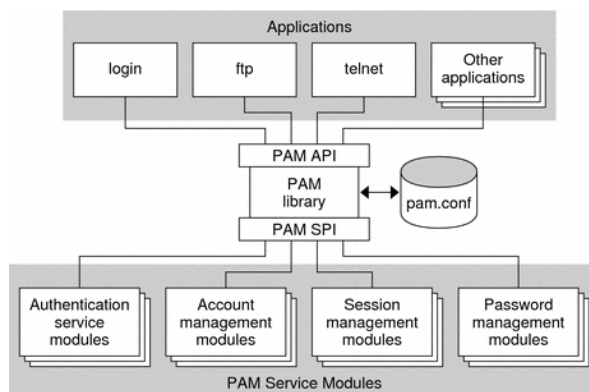 Applications
login
ftp
telnet
Other
applications
PAM API
PAM
library
pam.conf
PAM SPI
Authentication
service
modules
Account
management
modules
Session
management
modules
Password
management
modules
PAM Service Modules